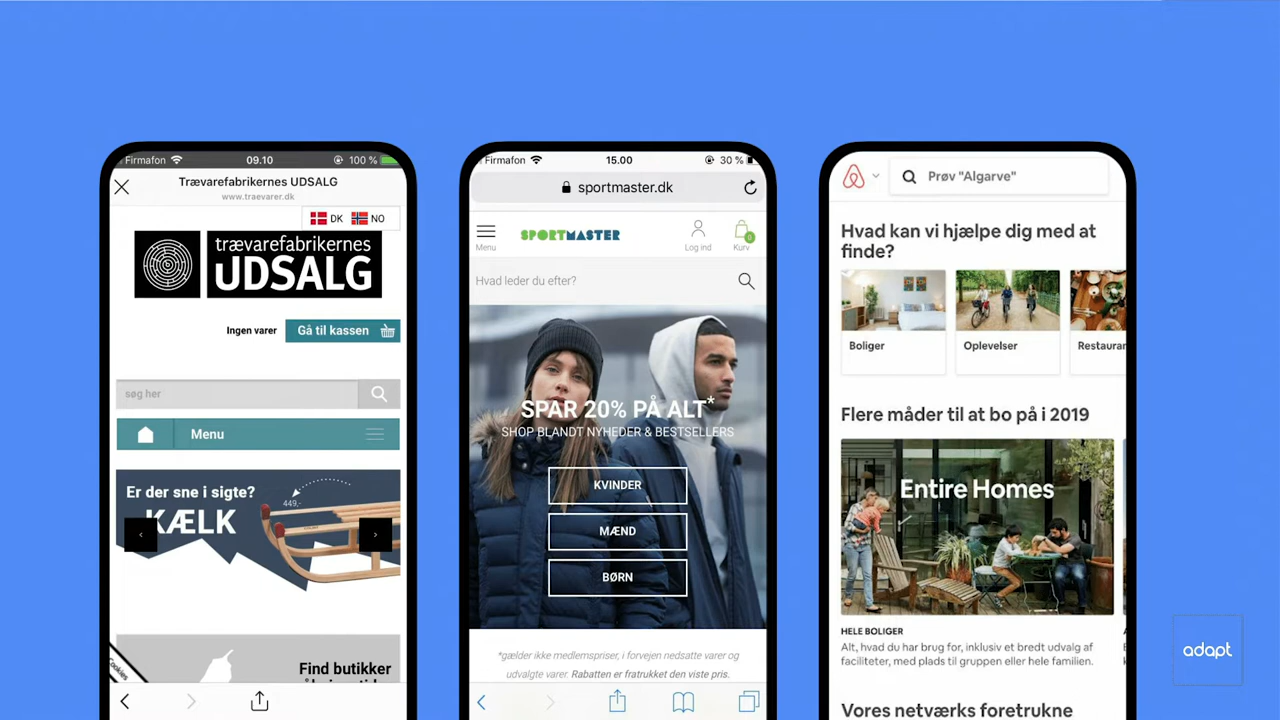 Firmafon
09.10
100 %
Trævarefabrikernes UDSALG
www.traevarer.dk
DK
NO
trævarefabrikernes
UDSALG
Ingen varer
Gå til kassen
søg her
Menu
Er der sne i sigte?
449,-
KÆLK
Cookies
Find butikker
Firmafon
15.00
30 %
sportmaster.dk
Menu
SPORTMASTER
Log ind
Kurv
0
Hvad leder du efter?
SPAR 20% PÅ ALT*
SHOP BLANDT NYHEDER & BESTSELLERS
KVINDER
MÆND
BØRN
*gælder ikke medlemspriser, i forvejen nedsatte varer og
udvalgte varer. Rabatten er fratrukket den viste pris.
Prøv "Algarve"
Hvad kan vi hjælpe dig med at
finde?
Boliger
Oplevelser
Restaurar
Flere måder til at bo på i 2019
Entire Homes
HELE BOLIGER
Alt, hvad du har brug for, inklusiv et bredt udvalg af
faciliteter, med plads til gruppen eller hele familien.
Vores netværks foretrukne
adapt